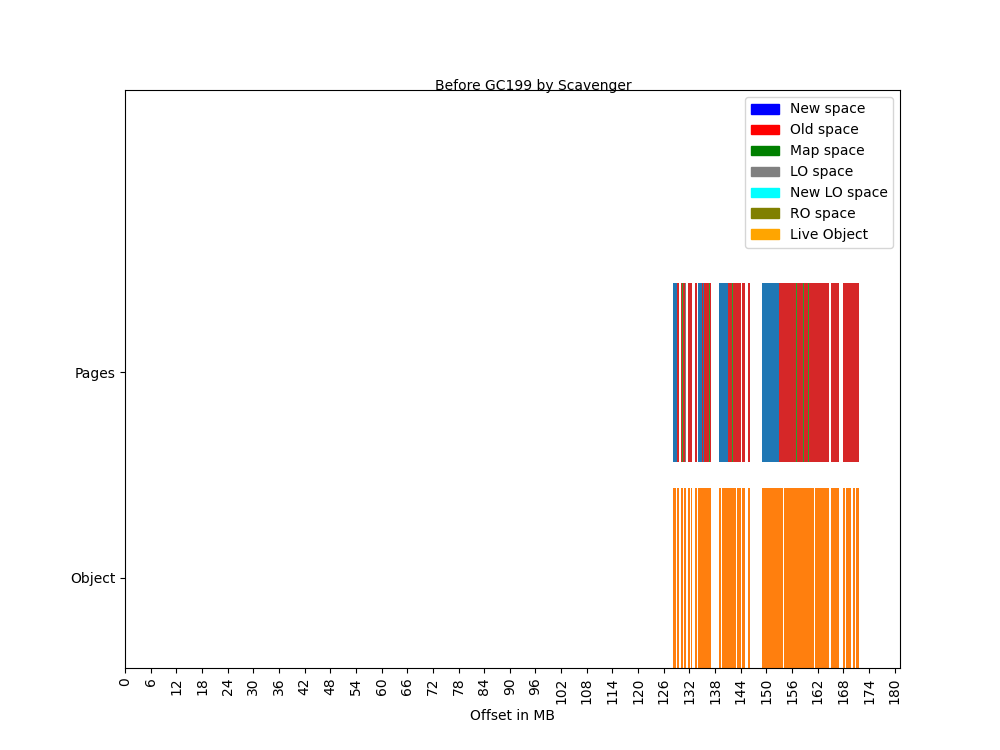 Before GC199 by Scavenger
New space
Old space
Map space
LO space
New LO space
RO space
Live Object
Pages
Object
0 6 12 18 24 30 36 42 48 54 60 66 72 78 84 90 96 102 108 114 120 126 132 138 144 150 156 162 168 174 180
Offset in MB